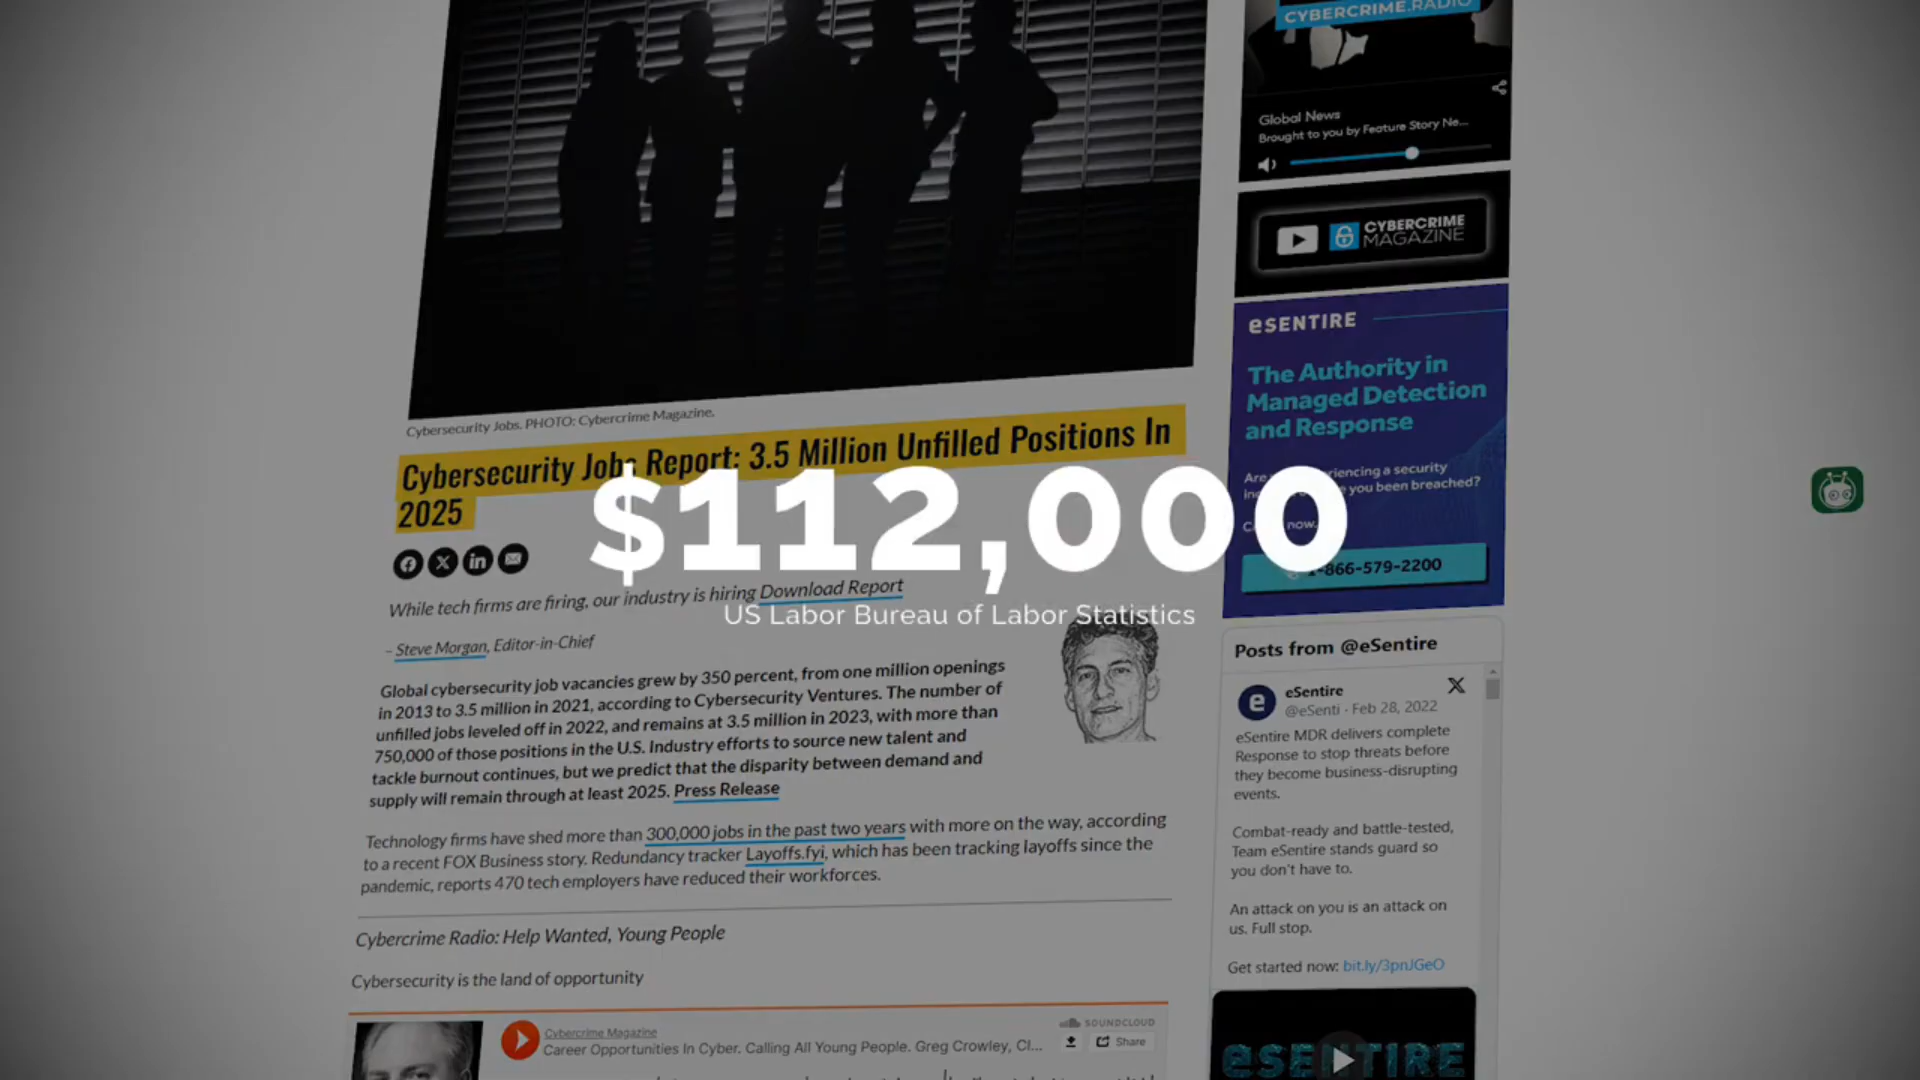 CYBERCRIME.RADIO
Global News
Brought to you by Feature Story Ne...
CYBERCRIME
MAGAZINE
eSENTIRE
The Authority in
Managed Detection
and Response
riencing a security
you been breached?
now.
-866-579-2200
Cybersecurity Jobs. PHOTO: Cybercrime Magazine.
Cybersecurity Jobs Report: 3.5 Million Unfilled Positions In
2025
$112,000
US Labor Bureau of Labor Statistics
While tech firms are firing, our industry is hiring Download Report
– Steve Morgan, Editor-in-Chief
Global cybersecurity job vacancies grew by 350 percent, from one million openings
in 2013 to 3.5 million in 2021, according to Cybersecurity Ventures. The number of
unfilled jobs leveled off in 2022, and remains at 3.5 million in 2023, with more than
750,000 of those positions in the U.S. Industry efforts to source new talent and
tackle burnout continues, but we predict that the disparity between demand and
supply will remain through at least 2025. Press Release
Technology firms have shed more than 300,000 jobs in the past two years with more on the way, according
to a recent FOX Business story. Redundancy tracker Layoffs.fyi, which has been tracking layoffs since the
pandemic, reports 470 tech employers have reduced their workforces.
Cybercrime Radio: Help Wanted, Young People
Cybersecurity is the land of opportunity
Cybercrime Magazine
Career Opportunities In Cyber. Calling All Young People. Greg Crowley, CI...
SOUNDCLOUD
Share
Posts from @eSentire
eSentire
@eSenti · Feb 28, 2022
eSentire MDR delivers complete
Response to stop threats before
they become business-disrupting
events.
Combat-ready and battle-tested,
Team eSentire stands guard so
you don't have to.
An attack on you is an attack on
us. Full stop.
Get started now: bit.ly/3pnJGeO
eSENTIRE